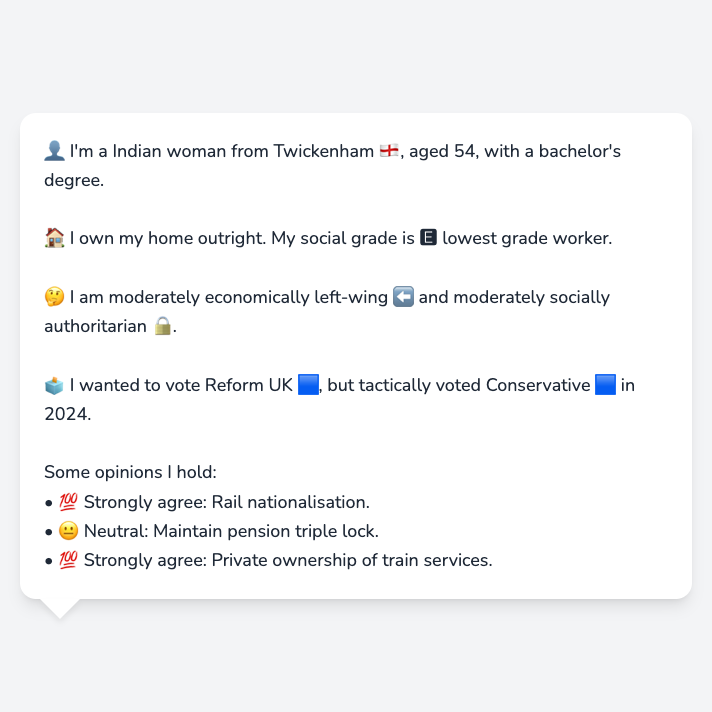 👤 I'm a Indian woman from Twickenham 🏴󠁧󠁢󠁥󠁮󠁧󠁿, aged 54, with a bachelor's
degree.
🏠 I own my home outright. My social grade is 🅴 lowest grade worker.
🤔 I am moderately economically left-wing ⬅️ and moderately socially
authoritarian 🔒.
🗳️ I wanted to vote Reform UK 🟦, but tactically voted Conservative 🟦 in
2024.
Some opinions I hold:
• 💯 Strongly agree: Rail nationalisation.
• 😐 Neutral: Maintain pension triple lock.
• 💯 Strongly agree: Private ownership of train services.